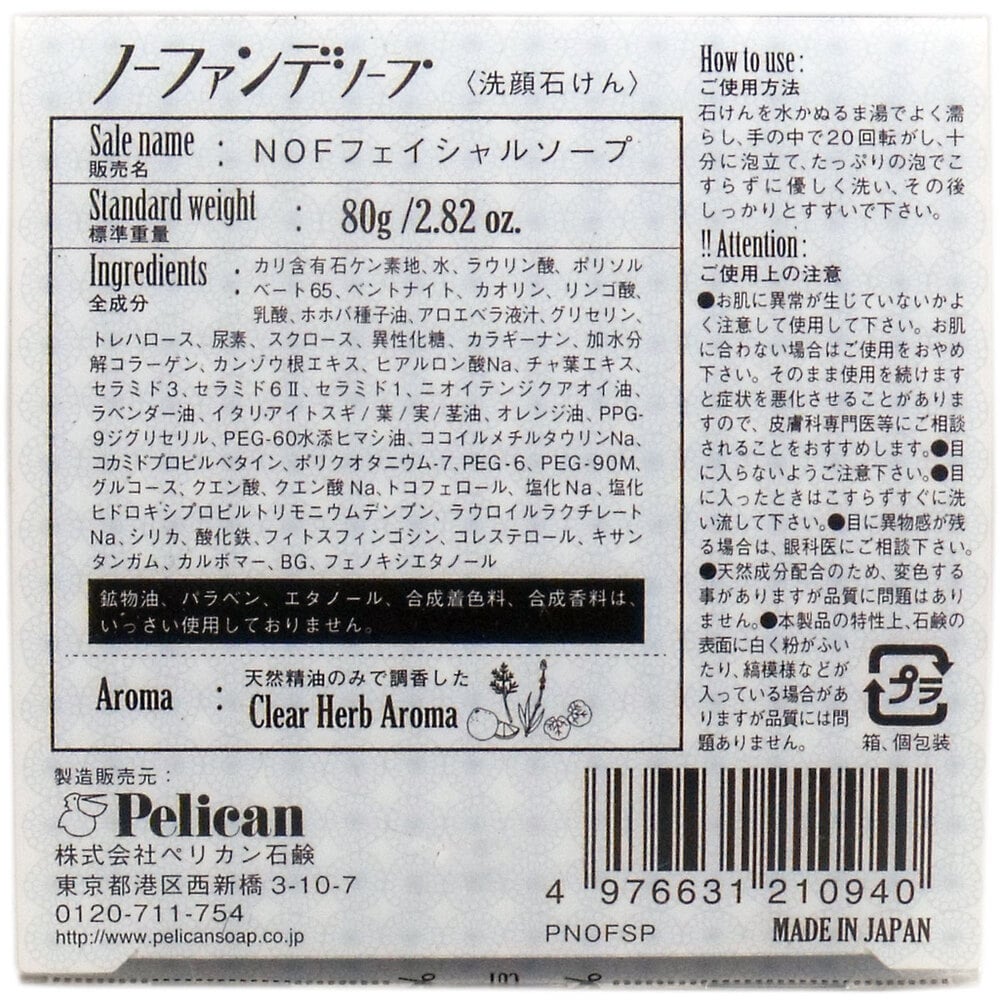 ノーファンデソープ 〈洗顔石けん〉
Sale name : NOFフェイシャルソープ
販売名
Standard weight : 80g /2.82 oz.
標準重量
Ingredients : カリ含有石ケン素地、水、ラウリン酸、ポリソル
全成分 ベート65、ベントナイト、カオリン、リンゴ酸、
乳酸、ホホバ種子油、アロエベラ液汁、グリセリン、
トレハロース、尿素、スクロース、異性化糖、カラギーナン、加水分
解コラーゲン、カンゾウ根エキス、ヒアルロン酸Na、チャ葉エキス、
セラミド3、セラミド6Ⅱ、セラミド1、ニオイテンジクアオイ油、
ラベンダー油、イタリアイトスギ/葉/実/茎油、オレンジ油、PPG-
9ジグリセリル、PEG-60水添ヒマシ油、ココイルメチルタウリンNa、
コカミドプロピルベタイン、ポリクオタニウム-7、PEG-6、PEG-90M、
グルコース、クエン酸、クエン酸Na、トコフェロール、塩化Na、塩化
ヒドロキシプロピルトリモニウムデンプン、ラウロイルラクチレート
Na、シリカ、酸化鉄、フィトスフィンゴシン、コレステロール、キサン
タンガム、カルボマー、BG、フェノキシエタノール
鉱物油、パラベン、エタノール、合成着色料、合成香料は、
いっさい使用しておりません。
Aroma : 天然精油のみで調香した
Clear Herb Aroma
How to use :
ご使用方法
石けんを水かぬるま湯でよく濡
らし、手の中で20回転がし、十
分に泡立て、たっぷりの泡でこ
すらずに優しく洗い、その後
しっかりとすすいで下さい。
!! Attention :
ご使用上の注意
●お肌に異常が生じていないかよ
く注意して使用して下さい。お肌
に合わない場合はご使用をおやめ
下さい。そのまま使用を続けます
と症状を悪化させることがありま
すので、皮膚科専門医等にご相談
されることをおすすめします。●目
に入らないようご注意下さい。●目
に入ったときはこすらずすぐに洗
い流して下さい。●目に異物感が残
る場合は、眼科医にご相談下さい。
●天然成分配合のため、変色する
事がありますが品質に問題はあり
ません。●本製品の特性上、石鹸の
表面に白く粉がふい
たり、縞模様などが
入っている場合があ
りますが品質には問
題ありません。
プラ
箱、個包装
製造販売元：
Pelican
株式会社ペリカン石鹸
東京都港区西新橋 3-10-7
0120-711-754
http://www.pelicansoap.co.jp
4 976631 210940
PNOFSP MADE IN JAPAN